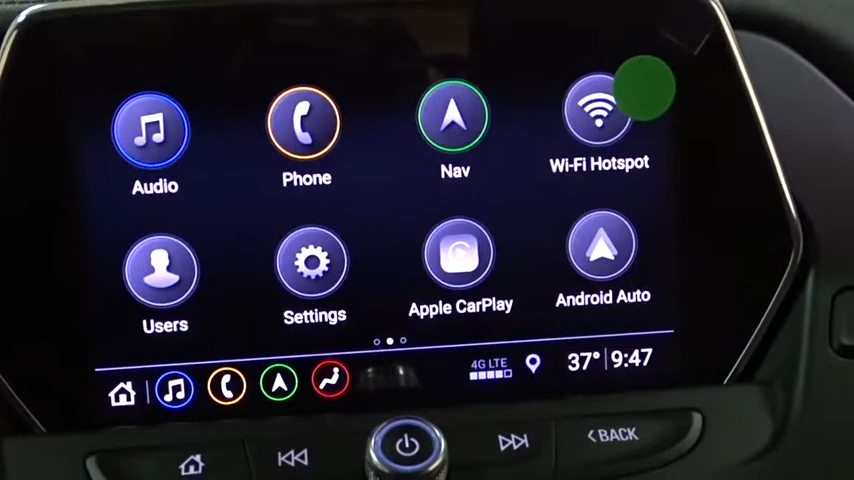 Audio
Phone
Nav
Wi-Fi Hotspot
Users
Settings
Apple CarPlay
Android Auto
4G LTE
37° 9:47
<BACK